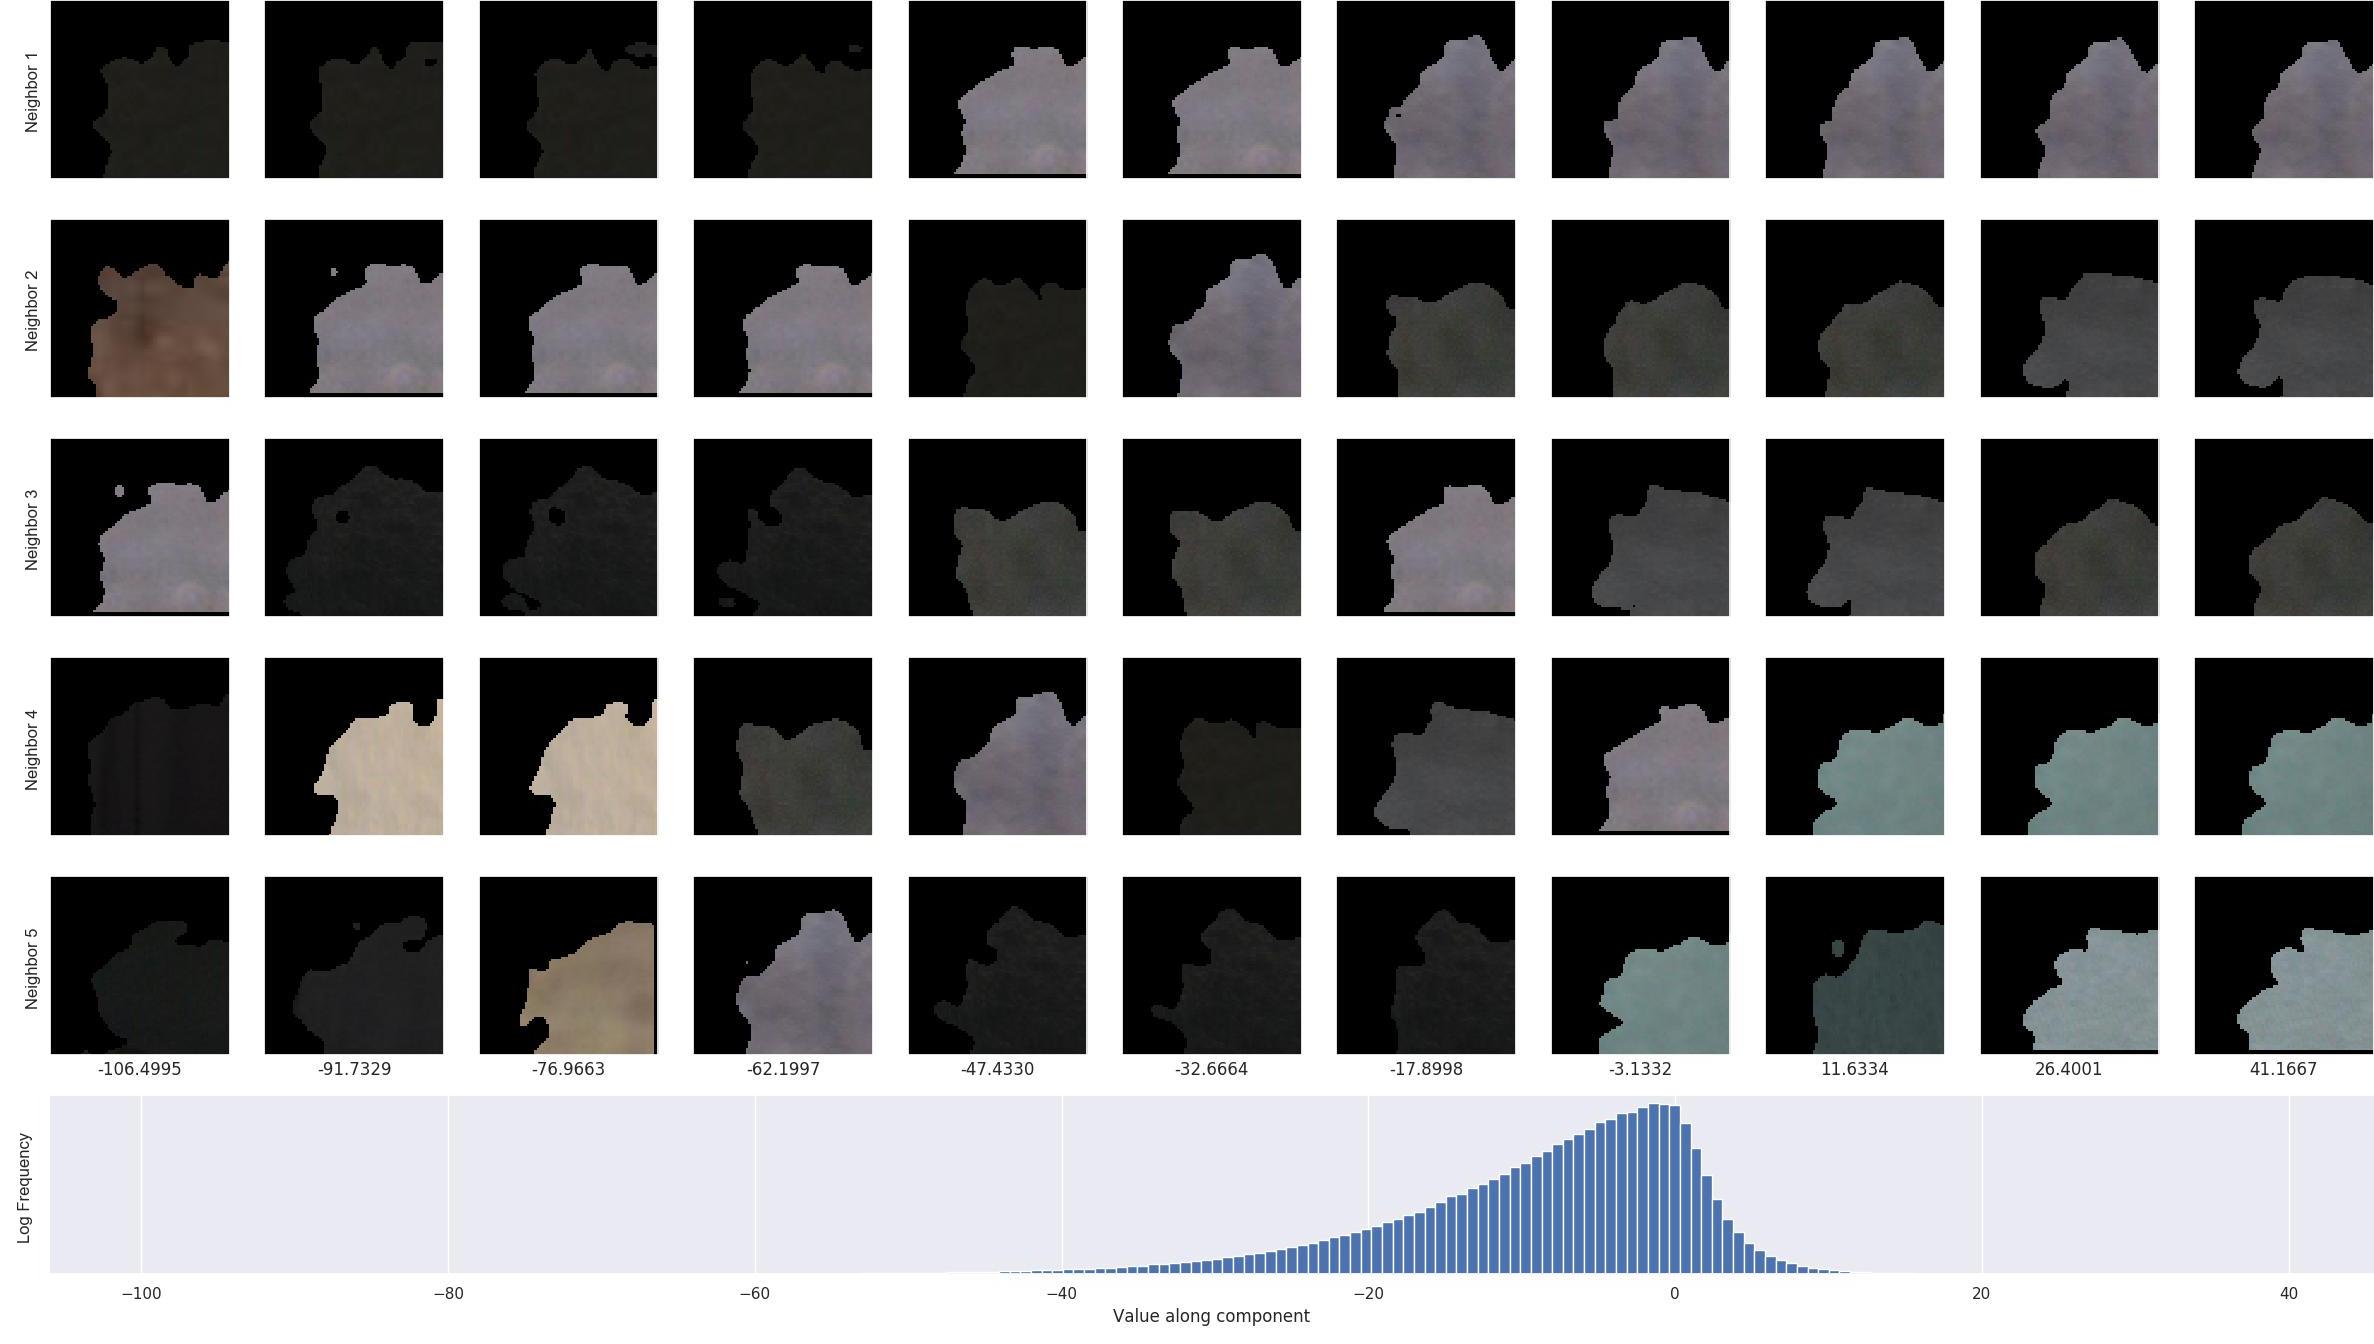 Neighbor 1
Neighbor 2
Neighbor 3
Neighbor 4
Neighbor 5
-106.4995 -91.7329 -76.9663 -62.1997 -47.4330 -32.6664 -17.8998 -3.1332 11.6334 26.4001 41.1667
Log Frequency
−100 −80 −60 −40 −20 0 20 40
Value along component